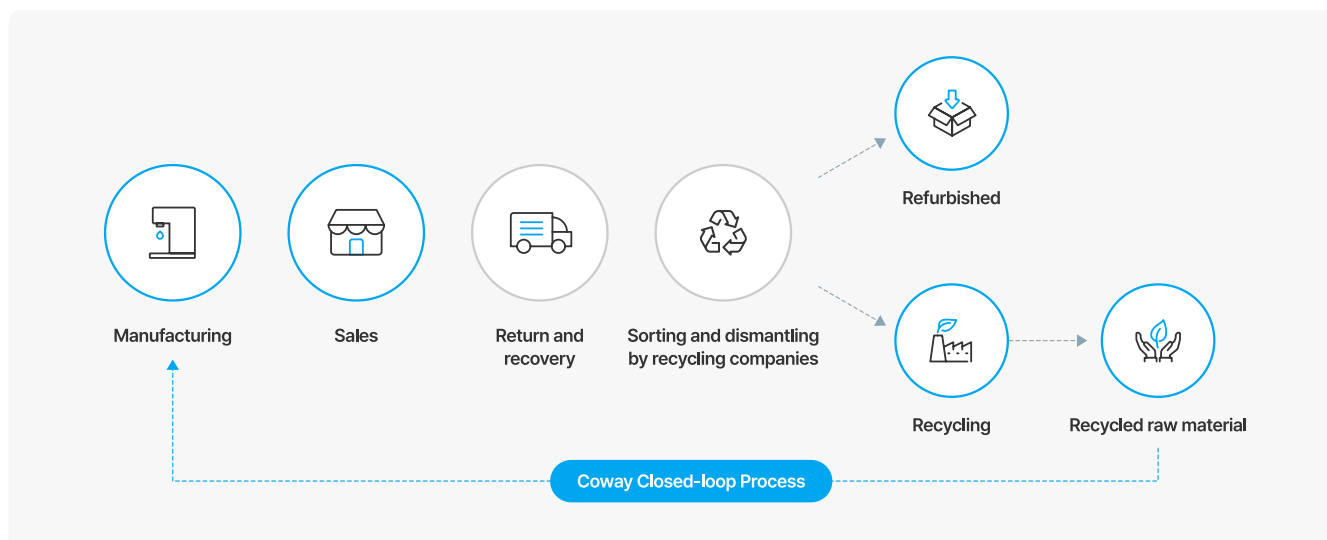 Refurbished
Manufacturing
Sales
Return and
recovery
Sorting and dismantling
by recycling companies
Recycling
Recycled raw material
Coway Closed-loop Process